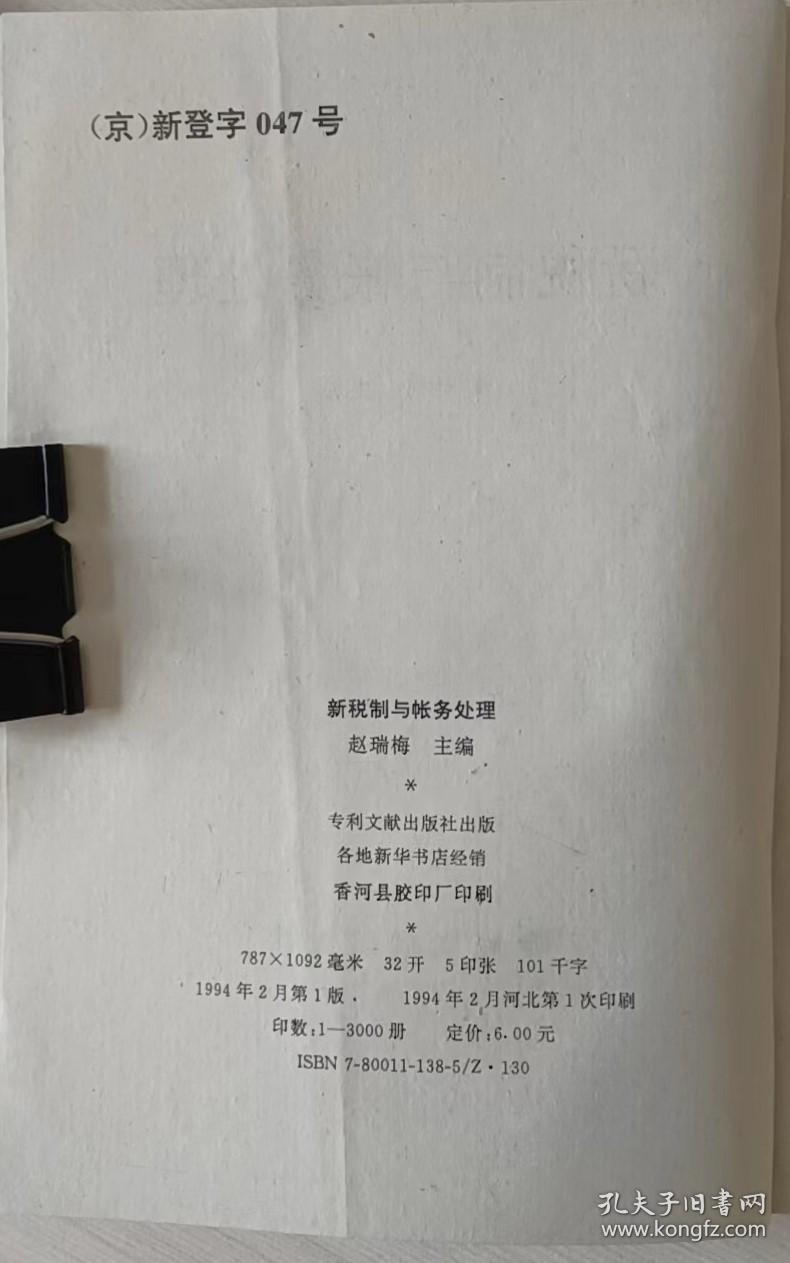 （京）新登字 047 号
新税制与帐务处理
赵瑞梅 主编
*
专利文献出版社出版
各地新华书店经销
香河县胶印厂印刷
*
787×1092毫米 32开 5印张 101千字
1994年2月第1版. 1994年2月河北第1次印刷
印数:1—3000册 定价:6.00元
ISBN 7-80011-138-5/Z·130
孔夫子旧書网
www.kongfz.com